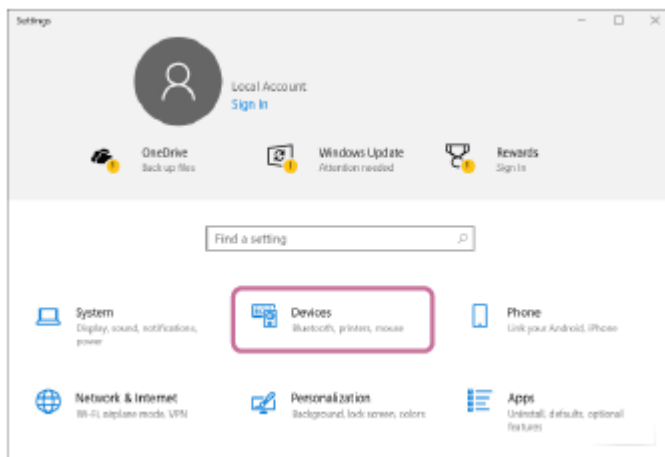 Settings
Local Account
Sign In
OneDrive
Back up files
Windows Update
Attention needed
Rewards
Sign In
Find a setting
System
Display, sound, notifications,
power
Devices
Bluetooth, printers, mouse
Phone
Link your Android, iPhone
Network & Internet
Wi-Fi, airplane mode, VPN
Personalization
Background, lock screen, colors
Apps
Uninstall, defaults, optional
features